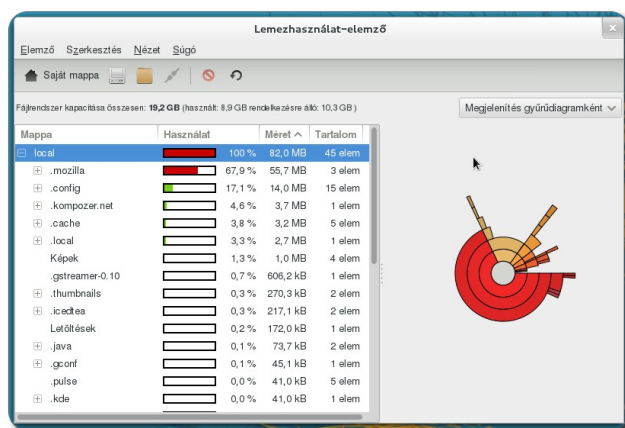 Lemezhasználat-elemző
Elemző Szerkesztés Nézet Súgó
Saját mappa
Fájlrendszer kapacitása összesen: 19,2 GB (használt: 8,9 GB rendelkezésre álló: 10,3 GB )
Megjelenítés gyűrűdiagramként
Mappa Használat Méret Tartalom
local 100 % 82,0 MB 45 elem
.mozilla 67,9 % 55,7 MB 3 elem
.config 17,1 % 14,0 MB 15 elem
.kompozer.net 4,6 % 3,7 MB 1 elem
.cache 3,8 % 3,2 MB 5 elem
.local 3,3 % 2,7 MB 1 elem
Képek 1,3 % 1,0 MB 4 elem
.gstreamer-0.10 0,7 % 606,2 kB 1 elem
.thumbnails 0,3 % 270,3 kB 2 elem
.icedtea 0,3 % 217,1 kB 2 elem
Letöltések 0,2 % 172,0 kB 1 elem
.java 0,1 % 73,7 kB 2 elem
.gconf 0,1 % 45,1 kB 1 elem
.pulse 0,0 % 41,0 kB 5 elem
.kde 0,0 % 41,0 kB 1 elem